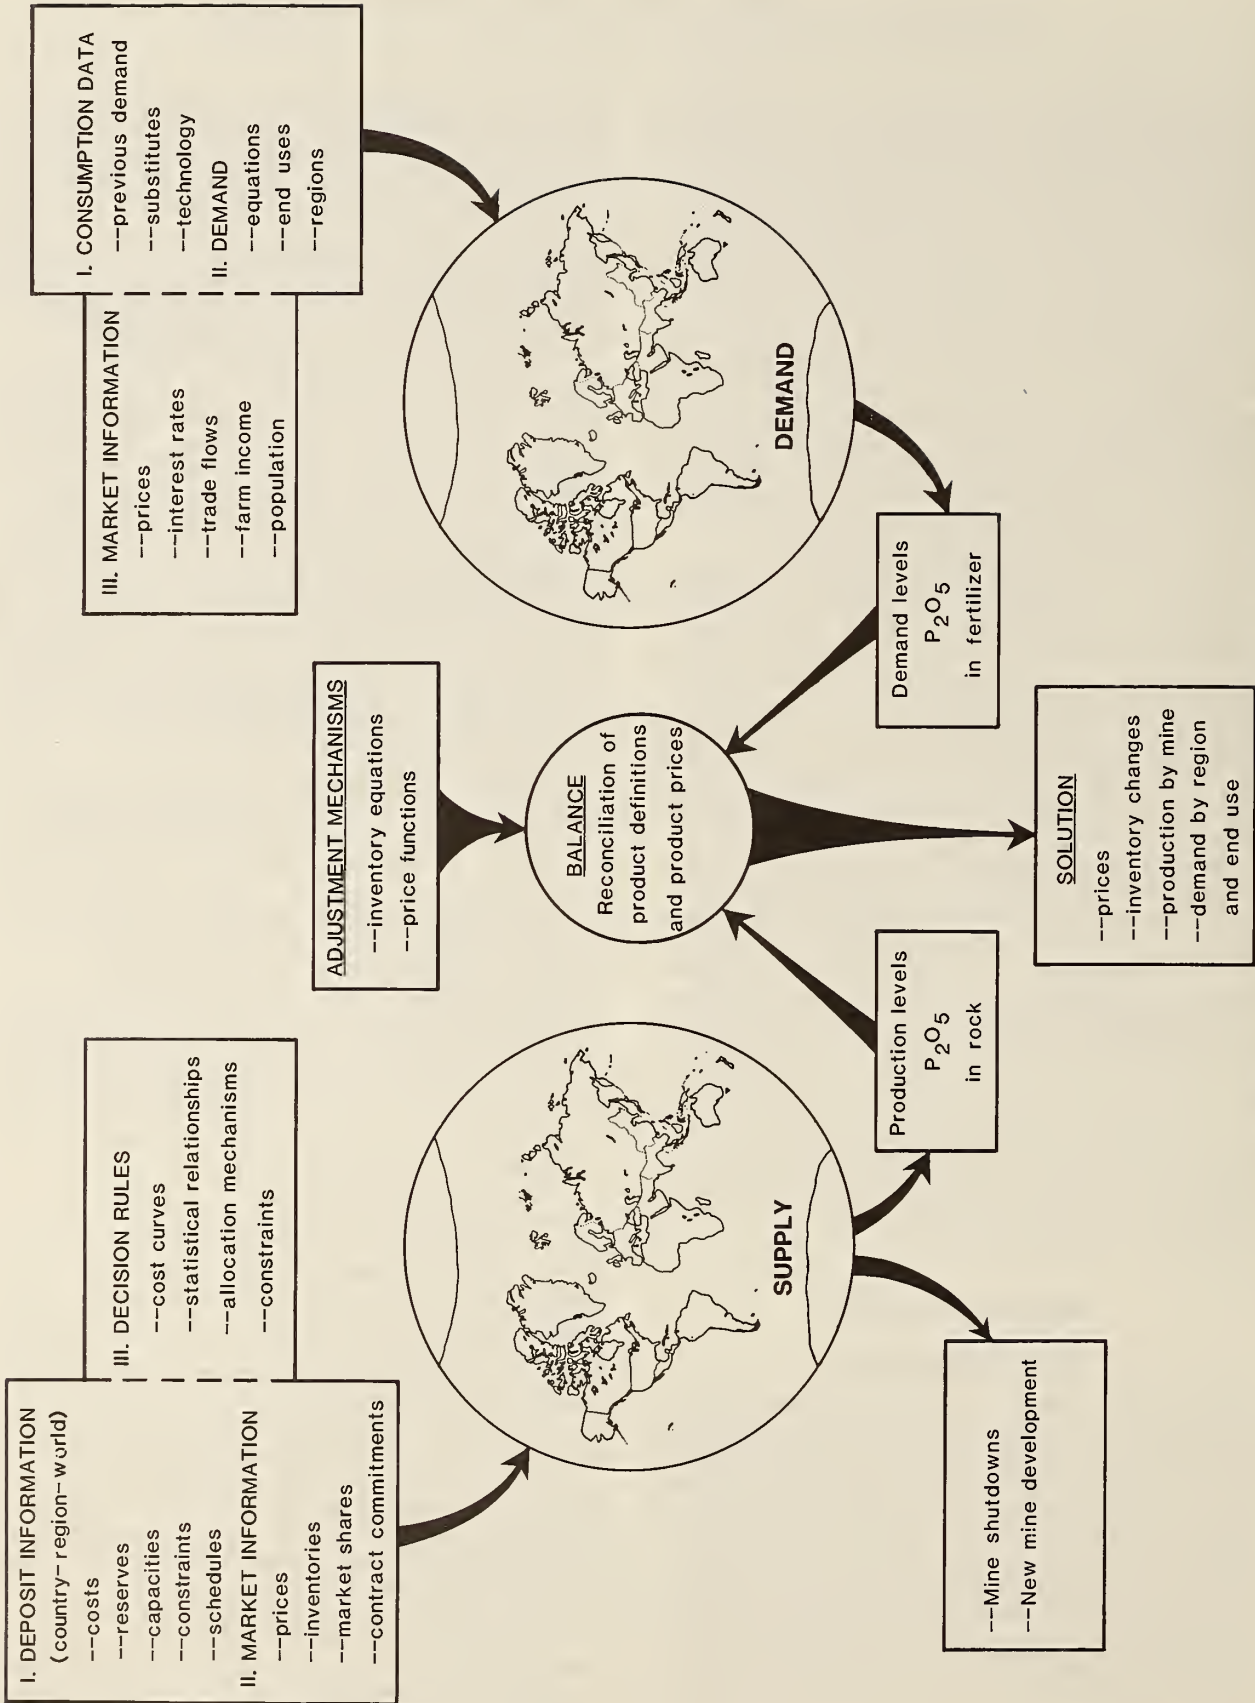 I. DEPOSIT INFORMATION
(country-region-world)
--costs
--reserves
--capacities
--constraints
--schedules
II. MARKET INFORMATION
--prices
--inventories
--market shares
--contract commitments
III. DECISION RULES
--cost curves
--statistical relationships
--allocation mechanisms
--constraints
ADJUSTMENT MECHANISMS
--inventory equations
--price functions
III. MARKET INFORMATION
--prices
--interest rates
--trade flows
--farm income
--population
I. CONSUMPTION DATA
--previous demand
--substitutes
--technology
II. DEMAND
--equations
--end uses
--regions
SUPPLY
BALANCE
Reconciliation of
product definitions
and product prices
DEMAND
--Mine shutdowns
--New mine development
Production levels
P₂O₅
in rock
Demand levels
P₂O₅
in fertilizer
SOLUTION
--prices
--inventory changes
--production by mine
--demand by region
and end use